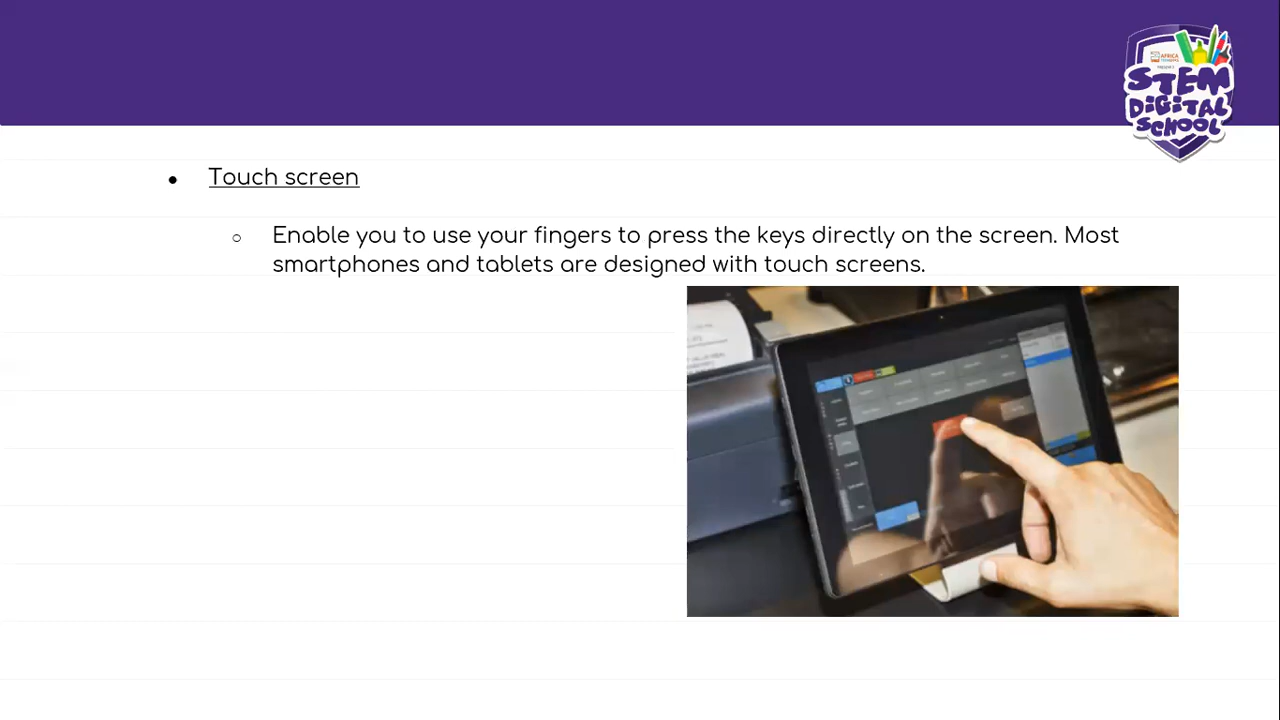 AFRICA
STEM
DIGITAL
SCHOOL
Touch screen
Enable you to use your fingers to press the keys directly on the screen. Most
smartphones and tablets are designed with touch screens.